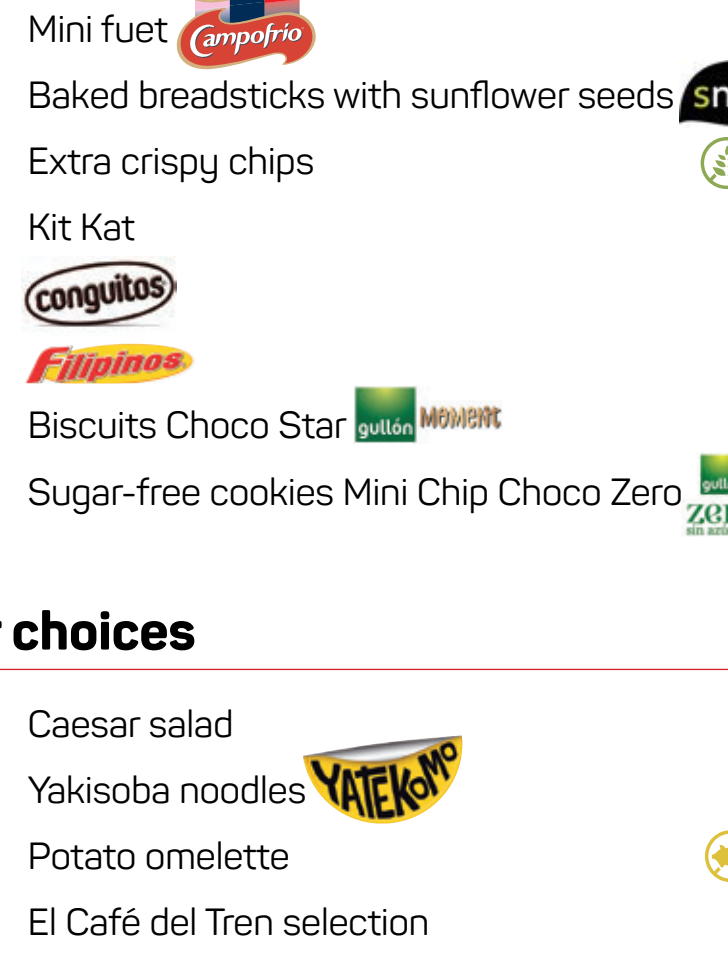 Mini fuet Campofrío
Baked breadsticks with sunflower seeds
Extra crispy chips
Kit Kat
conguitos
Filipinos
Biscuits Choco Star gullón MOMENT
Sugar-free cookies Mini Chip Choco Zero
choices
Caesar salad
Yakisoba noodles YATEKOMO
Potato omelette
El Café del Tren selection